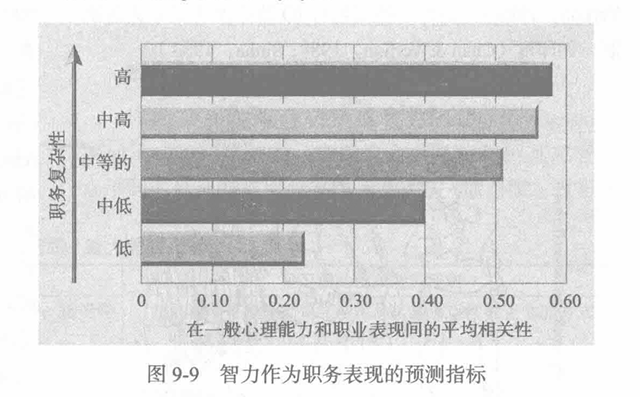 职务复杂性
高
中高
中等的
中低
低
0 0.10 0.20 0.30 0.40 0.50 0.60
在一般心理能力和职业表现间的平均相关性
图 9-9 智力作为职务表现的预测指标